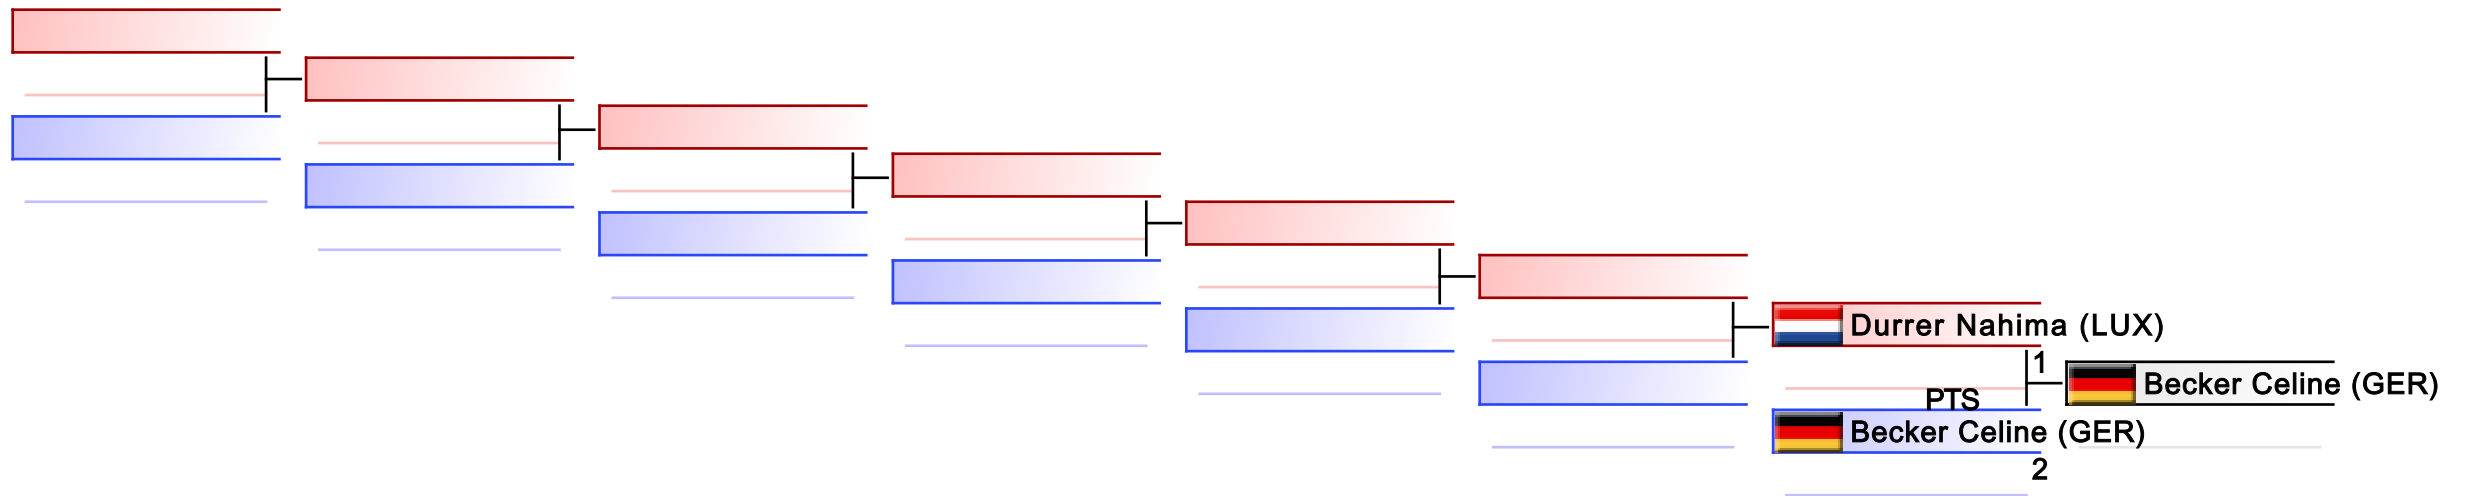 Durrer Nahima (LUX)
1
Becker Celine (GER)
PTS
Becker Celine (GER)
2